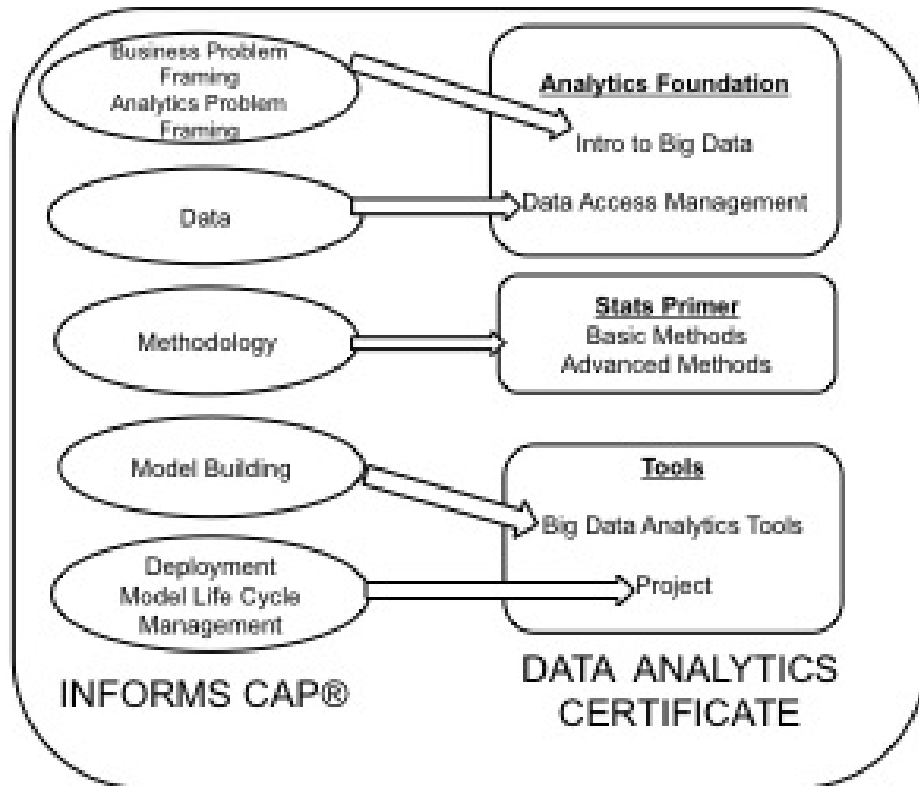 Business Problem
Framing
Analytics Problem
Framing
Data
Methodology
Model Building
Deployment
Model Life Cycle
Management
INFORMS CAP®
Analytics Foundation
Intro to Big Data
Data Access Management
Stats Primer
Basic Methods
Advanced Methods
Tools
Big Data Analytics Tools
Project
DATA ANALYTICS
CERTIFICATE